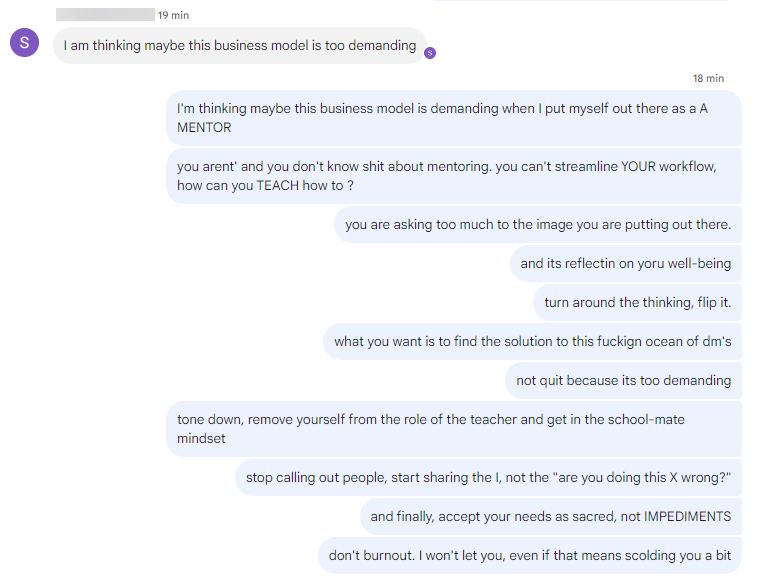 19 min
S
I am thinking maybe this business model is too demanding
S
18 min
I'm thinking maybe this business model is demanding when I put myself out there as a A
MENTOR
you arent' and you don't know shit about mentoring. you can't streamline YOUR workflow,
how can you TEACH how to ?
you are asking too much to the image you are putting out there.
and its reflectin on yoru well-being
turn around the thinking, flip it.
what you want is to find the solution to this fuckign ocean of dm's
not quit because its too demanding
tone down, remove yourself from the role of the teacher and get in the school-mate
mindset
stop calling out people, start sharing the I, not the "are you doing this X wrong?"
and finally, accept your needs as sacred, not IMPEDIMENTS
don't burnout. I won't let you, even if that means scolding you a bit